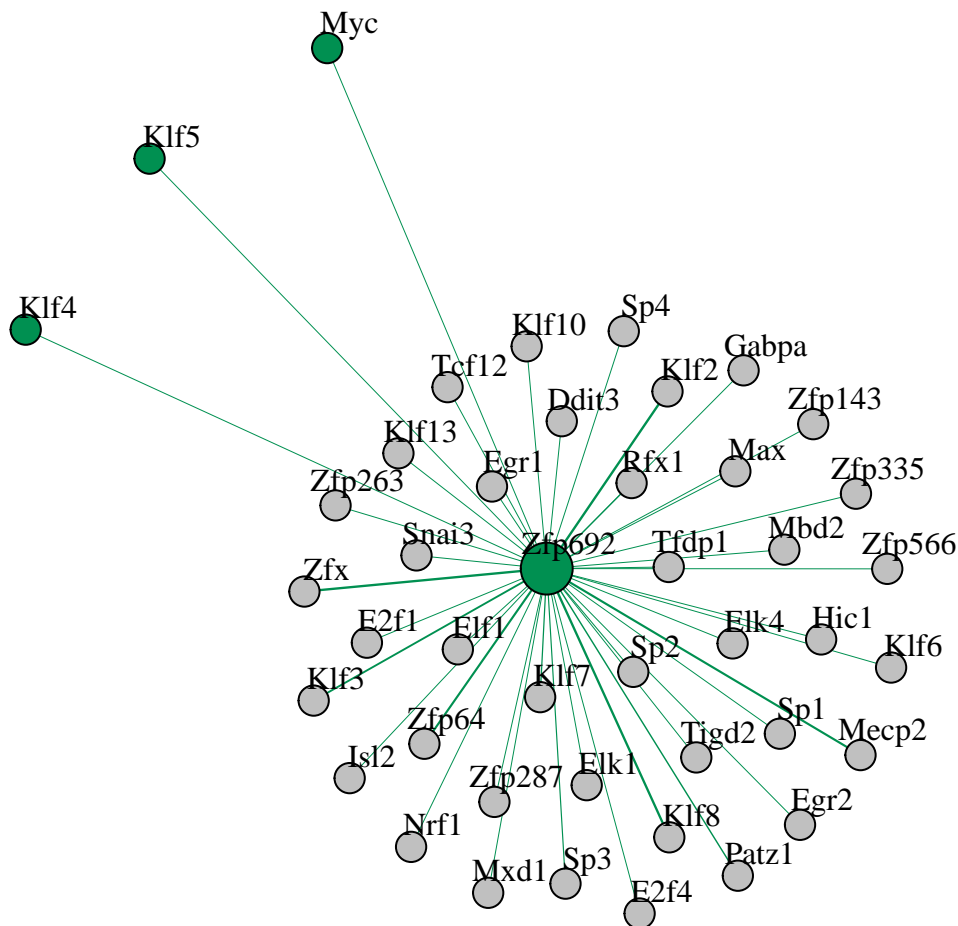 Myc
Klf5
Klf4
Sp4
Klf10
Gabpa
Tcf12
Klf2
Ddit3
Zfp143
Klf13
Egr1
Rfx1
Max
Zfp335
Zfp263
Snai3
Zfp692
Tfdp1
Mbd2
Zfp566
Zfx
E2f1
Elf1
Elk4
Hic1
Klf6
Sp2
Klf3
Klf7
Zfp64
Sp1
Mecp2
Isl2
Tigd2
Zfp287
Elk1
Egr2
Nrf1
Klf8
Patz1
Mxd1
Sp3
E2f4